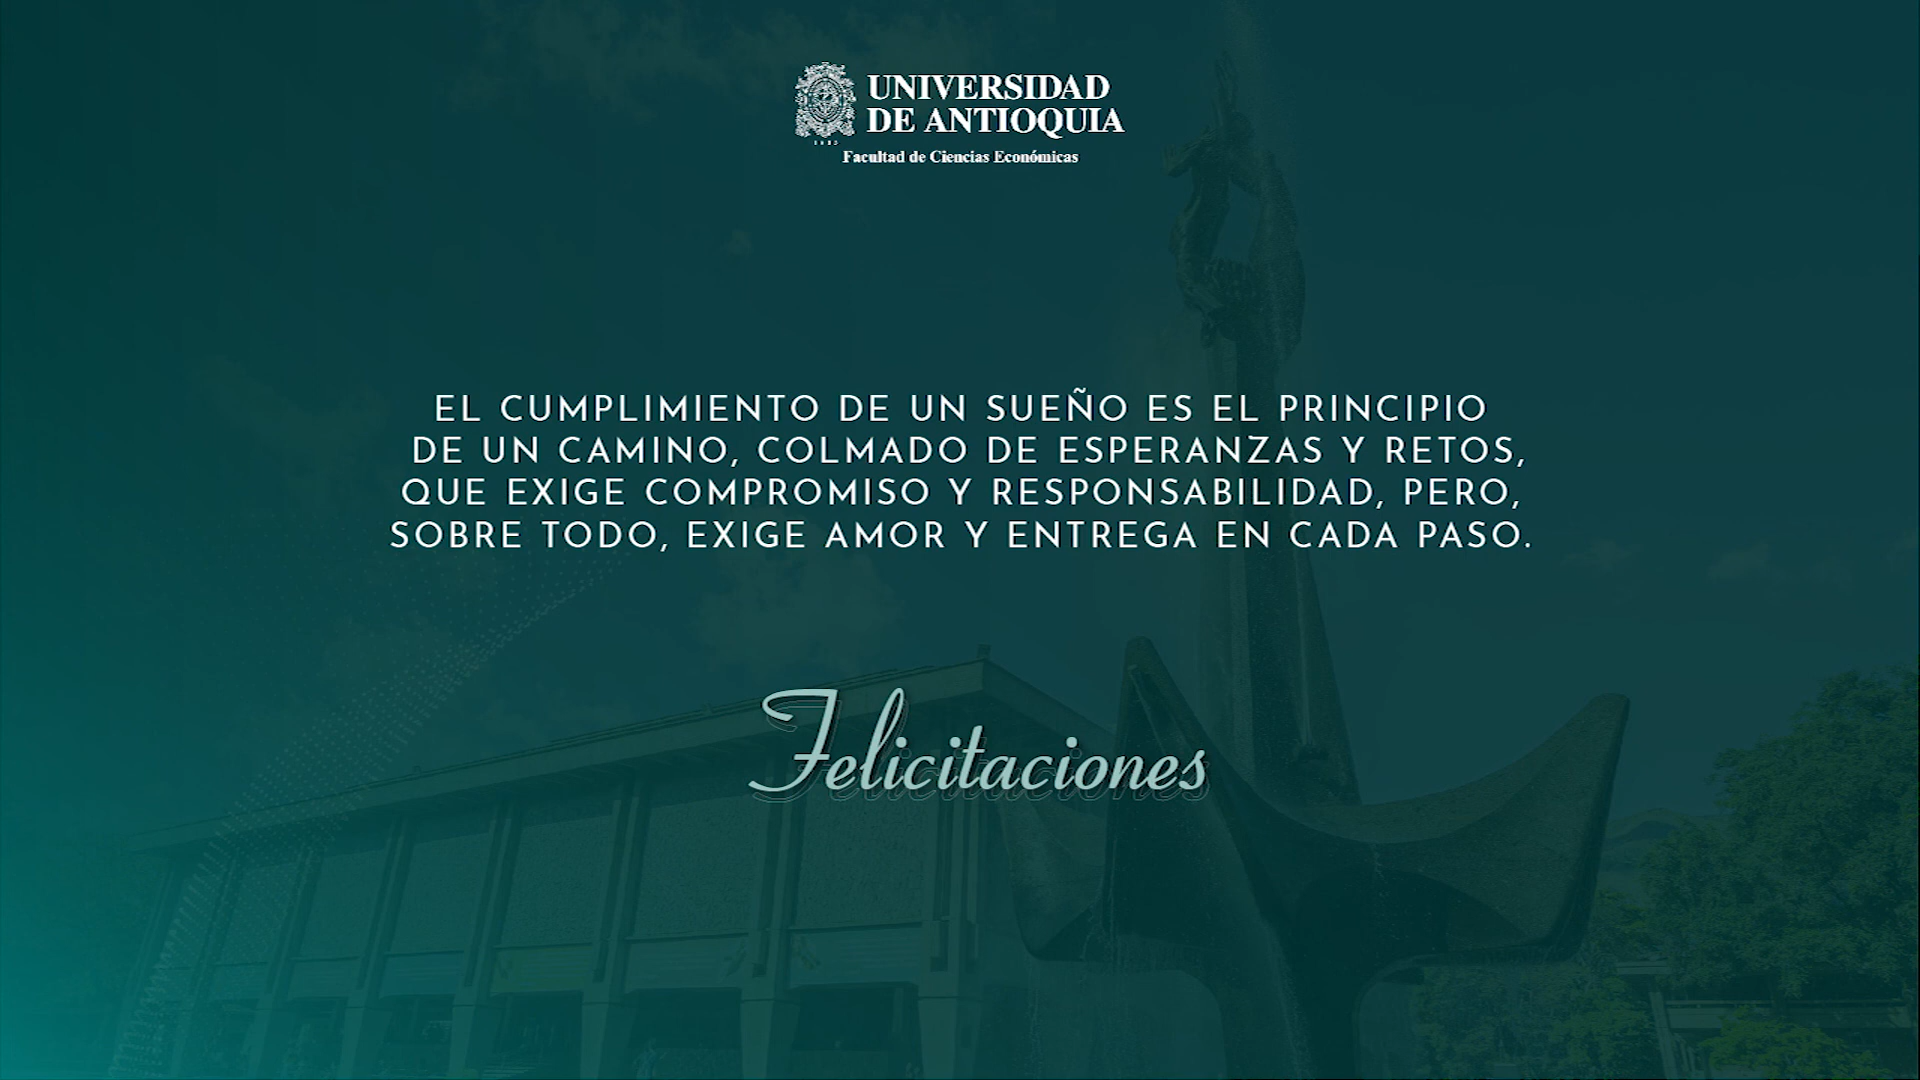 UNIVERSIDAD
DE ANTIOQUIA
1803
Facultad de Ciencias Económicas
EL CUMPLIMIENTO DE UN SUEÑO ES EL PRINCIPIO
DE UN CAMINO, COLMADO DE ESPERANZAS Y RETOS,
QUE EXIGE COMPROMISO Y RESPONSABILIDAD, PERO,
SOBRE TODO, EXIGE AMOR Y ENTREGA EN CADA PASO.
Felicitaciones